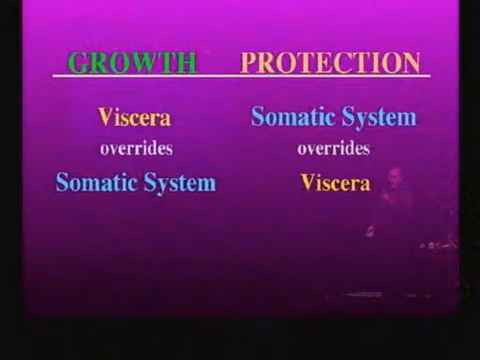 GROWTH PROTECTION
Viscera Somatic System
overrides overrides
Somatic System Viscera